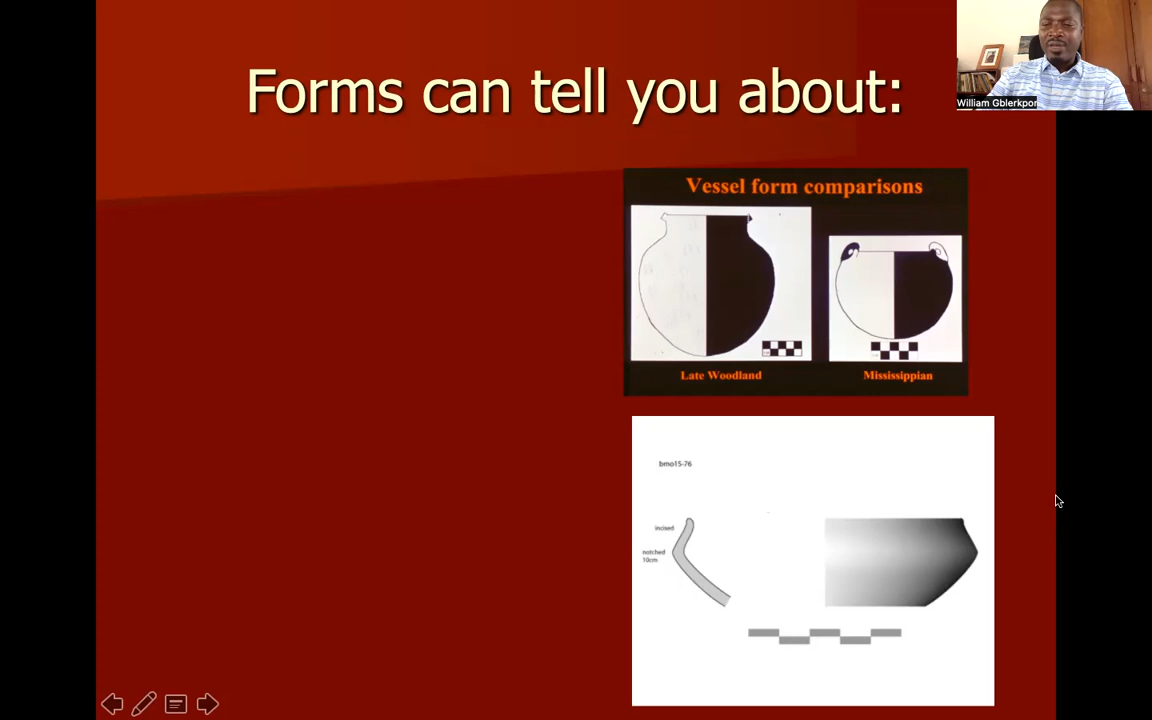 Forms can tell you about:
William Gblerkpor
Vessel form comparisons
Late Woodland
Mississippian
bmo15-76
incised
notched
10cm